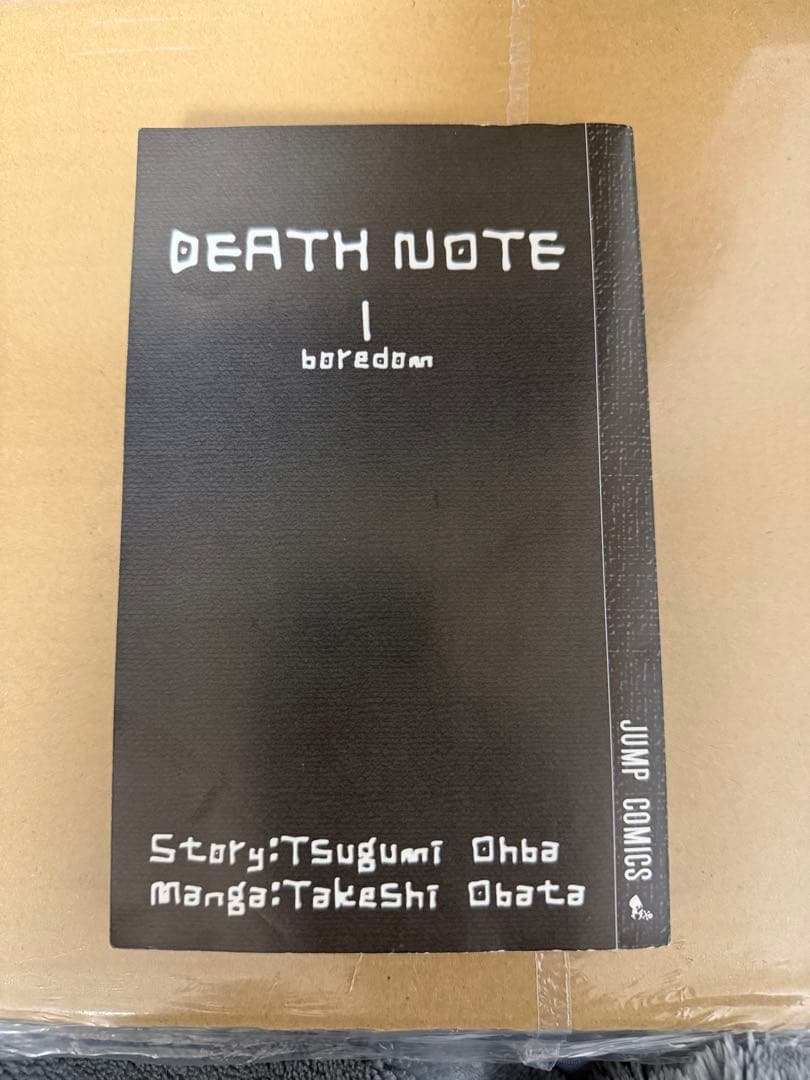 DEATH NOTE
1
boredom
Story:Tsugumi Ohba
Manga:Takeshi Obata
JUMP COMICS